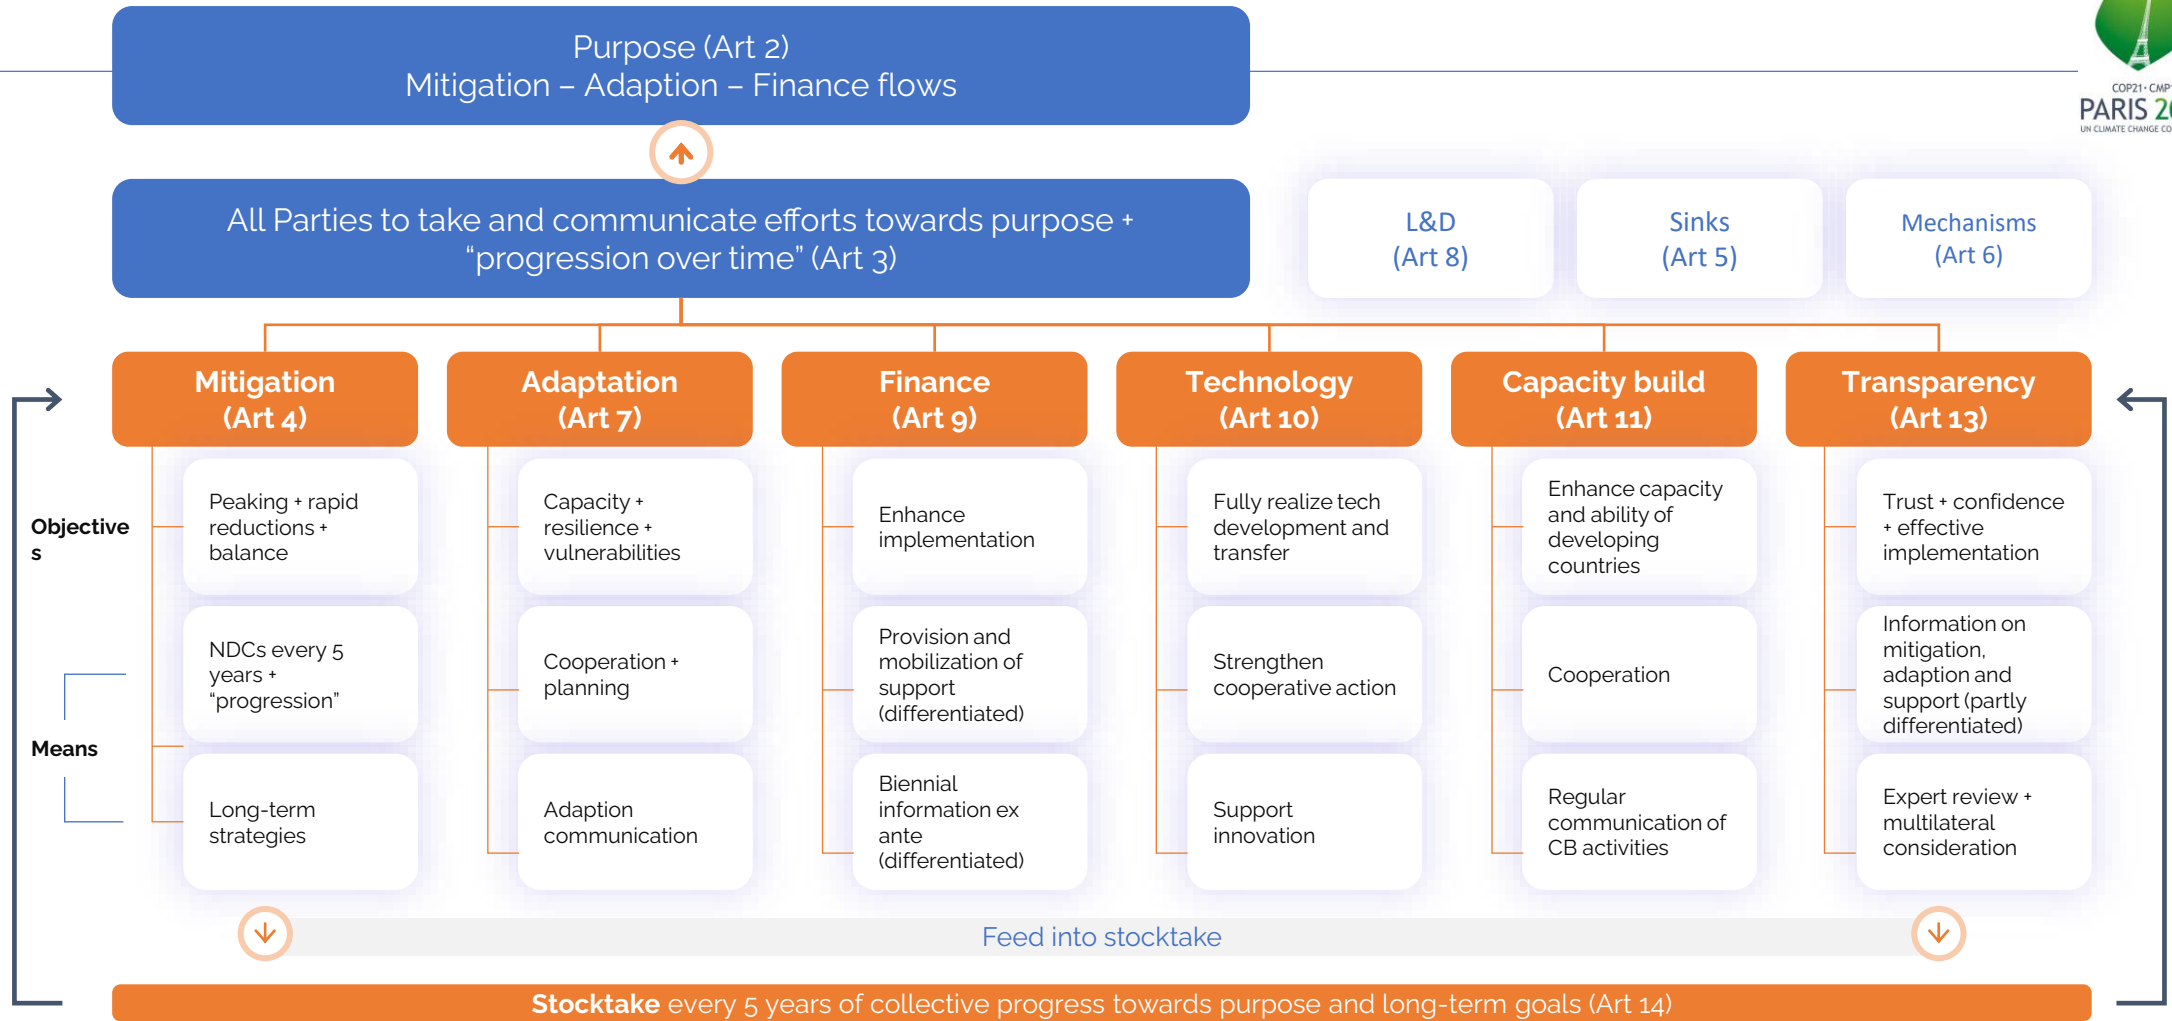 Purpose (Art 2)
Mitigation – Adaption – Finance flows
COP21 · CMP
PARIS
UN CLIMATE CHANGE
All Parties to take and communicate efforts towards purpose +
“progression over time” (Art 3)
L&D
(Art 8)
Sinks
(Art 5)
Mechanisms
(Art 6)
Mitigation
(Art 4)
Adaptation
(Art 7)
Finance
(Art 9)
Technology
(Art 10)
Capacity build
(Art 11)
Transparency
(Art 13)
Objective
s
Peaking + rapid
reductions +
balance
Capacity +
resilience +
vulnerabilities
Enhance
implementation
Fully realize tech
development and
transfer
Enhance capacity
and ability of
developing
countries
Trust + confidence
+ effective
implementation
Means
NDCs every 5
years +
“progression”
Cooperation +
planning
Provision and
mobilization of
support
(differentiated)
Strengthen
cooperative action
Cooperation
Information on
mitigation,
adaption and
support (partly
differentiated)
Long-term
strategies
Adaption
communication
Biennial
information ex
ante
(differentiated)
Support
innovation
Regular
communication of
CB activities
Expert review +
multilateral
consideration
Feed into stocktake
Stocktake every 5 years of collective progress towards purpose and long-term goals (Art 14)